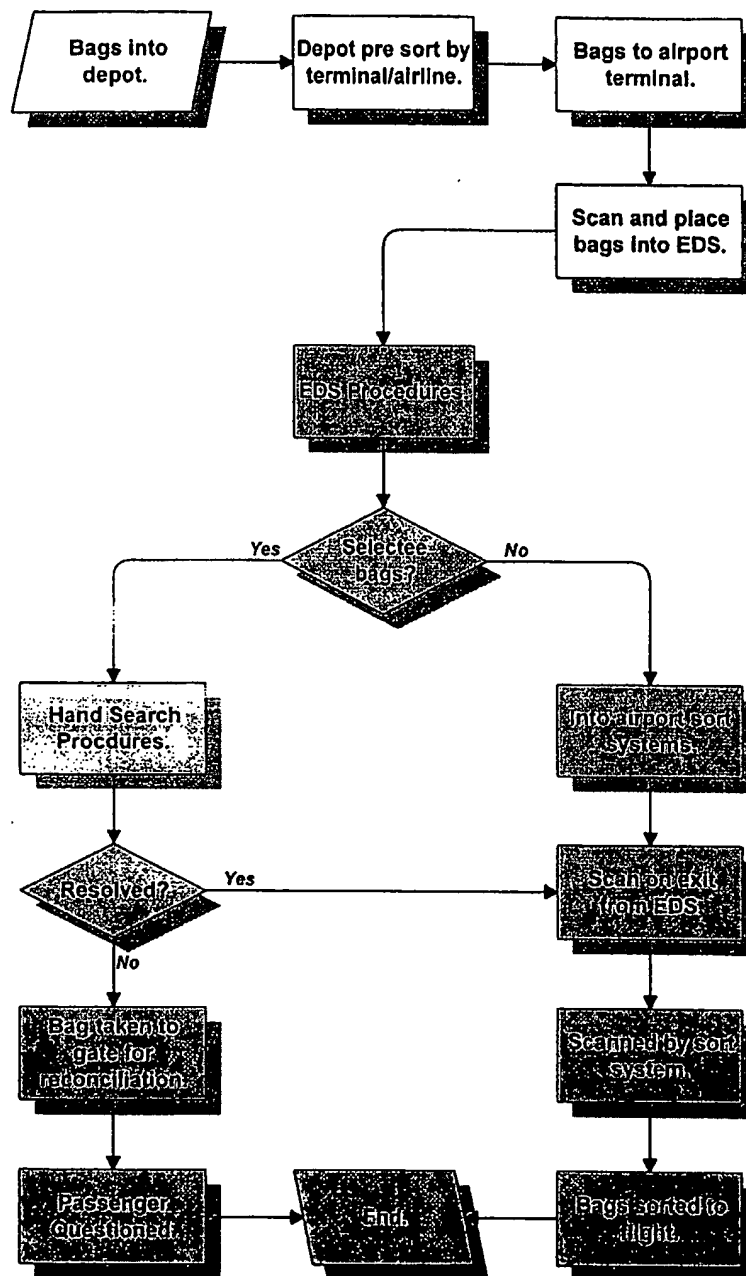 Bags into
depot.
Depot pre sort by
terminal/airline.
Bags to airport
terminal.
Scan and place
bags into EDS.
EDS Procedures
Selectee
bags?
Yes
No
Hand Search
Procdures.
Into airport sort
systems.
Resolved?
Yes
No
Scan on exit
from EDS.
Bag taken to
gate for
reconciliation.
Scanned by sort
system.
Passenger
Questioned
End.
Bags sorted to
flight.